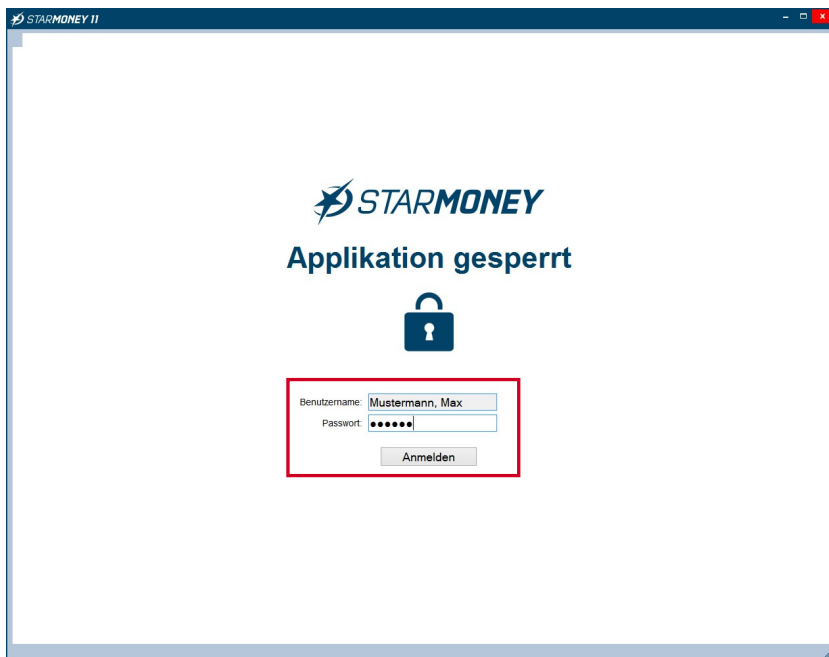 STARMONEY 11
STARMONEY
Applikation gesperrt
Benutzername: Mustermann, Max
Passwort: ●●●●●●
Anmelden